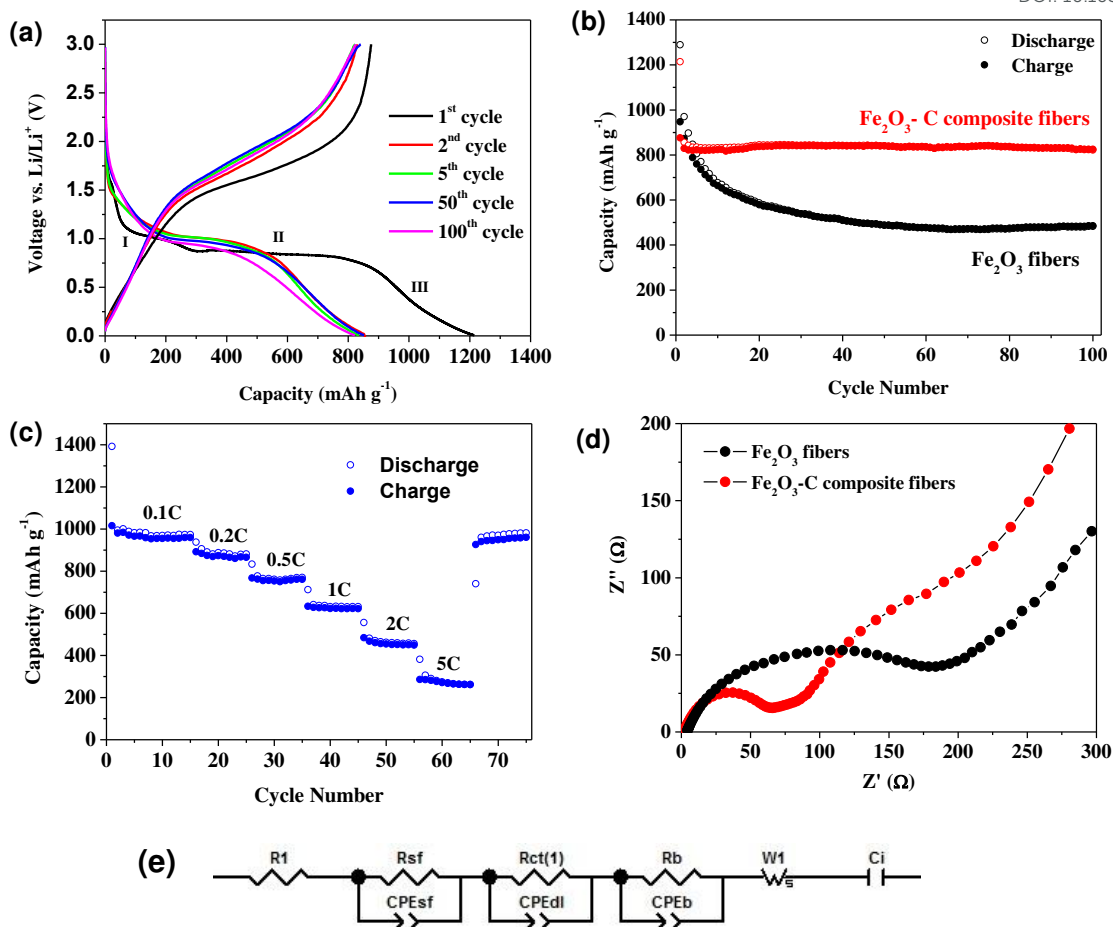 (a)
3.0
2.5
2.0
1.5
1.0
0.5
0.0
Voltage vs. Li/Li⁺ (V)
1ˢᵗ cycle
2ⁿᵈ cycle
5ᵗʰ cycle
50ᵗʰ cycle
100ᵗʰ cycle
I
II
III
0 200 400 600 800 1000 1200 1400
Capacity (mAh g⁻¹)
(b)
1400
1200
1000
800
600
400
200
0
Capacity (mAh g⁻¹)
Discharge
Charge
Fe₂O₃- C composite fibers
Fe₂O₃ fibers
0 20 40 60 80 100
Cycle Number
(c)
1400
1200
1000
800
600
400
200
0
Capacity (mAh g⁻¹)
Discharge
Charge
0.1C
0.2C
0.5C
1C
2C
5C
0 10 20 30 40 50 60 70
Cycle Number
(d)
200
150
100
50
0
Z'' (Ω)
Fe₂O₃ fibers
Fe₂O₃-C composite fibers
0 50 100 150 200 250 300
Z' (Ω)
(e)
R1 Rsf Rct(1) Rb W1 Ci
CPEsf CPEdl CPEb s